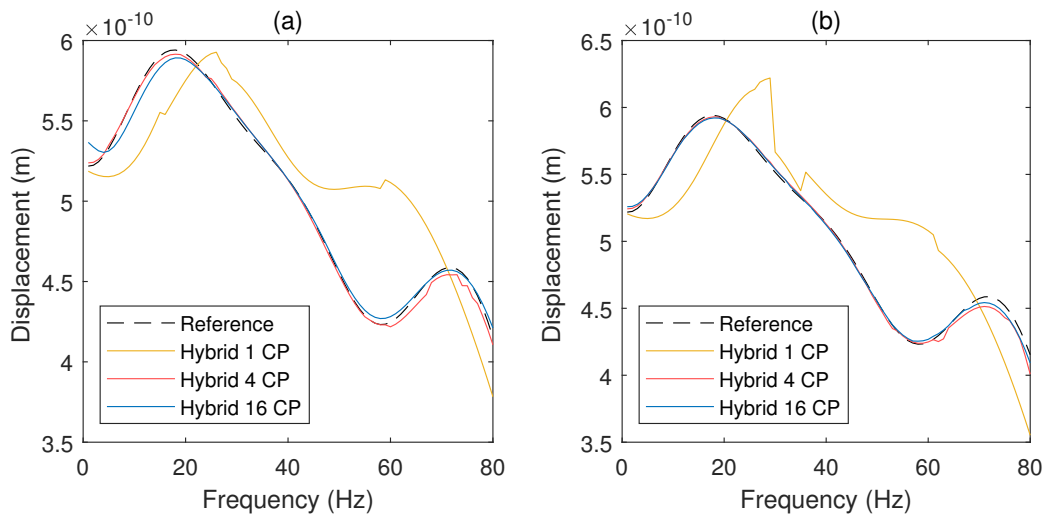 (a)
×10⁻¹⁰
6
5.5
5
4.5
4
3.5
Displacement (m)
0
20
40
60
80
Frequency (Hz)
Reference
Hybrid 1 CP
Hybrid 4 CP
Hybrid 16 CP
(b)
×10⁻¹⁰
6.5
6
5.5
5
4.5
4
3.5
Displacement (m)
0
20
40
60
80
Frequency (Hz)
Reference
Hybrid 1 CP
Hybrid 4 CP
Hybrid 16 CP